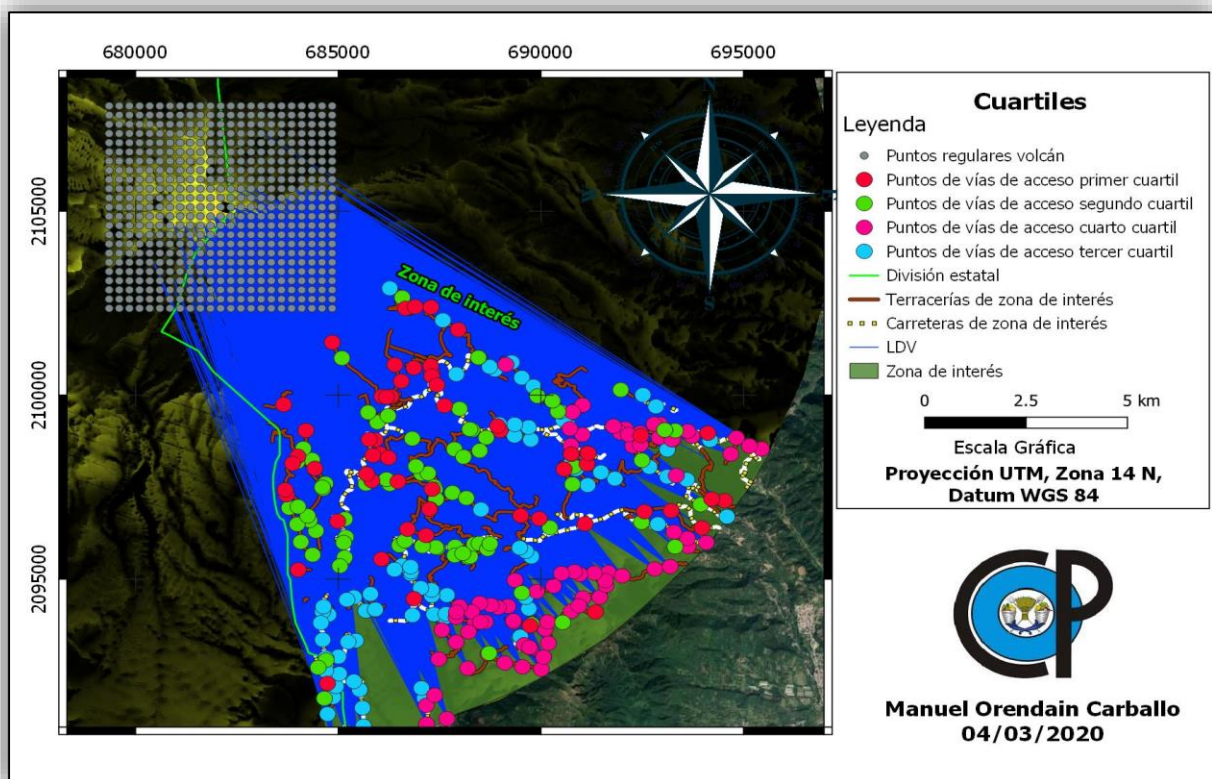 680000
685000
690000
695000
2105000
2100000
2095000
Zona de interés
Cuartiles
Leyenda
Puntos regulares volcán
Puntos de vías de acceso primer cuartil
Puntos de vías de acceso segundo cuartil
Puntos de vías de acceso cuarto cuartil
Puntos de vías de acceso tercer cuartil
División estatal
Terracerías de zona de interés
Carreteras de zona de interés
LDV
Zona de interés
0 2.5 5 km
Escala Gráfica
Proyección UTM, Zona 14 N,
Datum WGS 84
CP
Manuel Orendain Carballo
04/03/2020